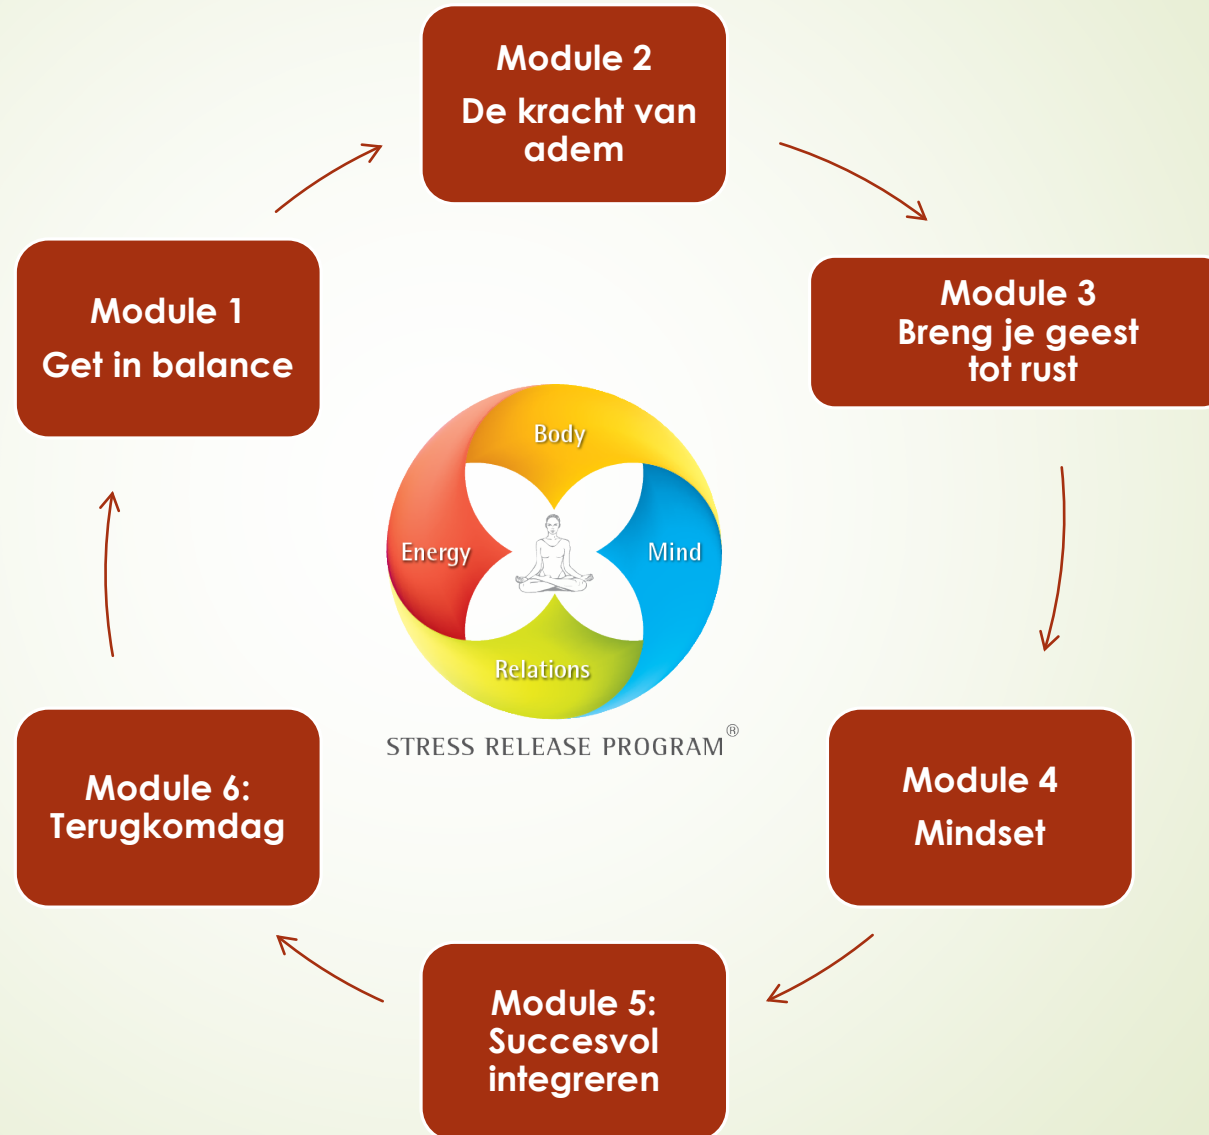 Module 1
Get in balance
Module 2
De kracht van
adem
Module 3
Breng je geest
tot rust
Module 4
Mindset
Module 5:
Succesvol
integreren
Module 6:
Terugkomdag
Body
Energy
Mind
Relations
STRESS RELEASE PROGRAM®